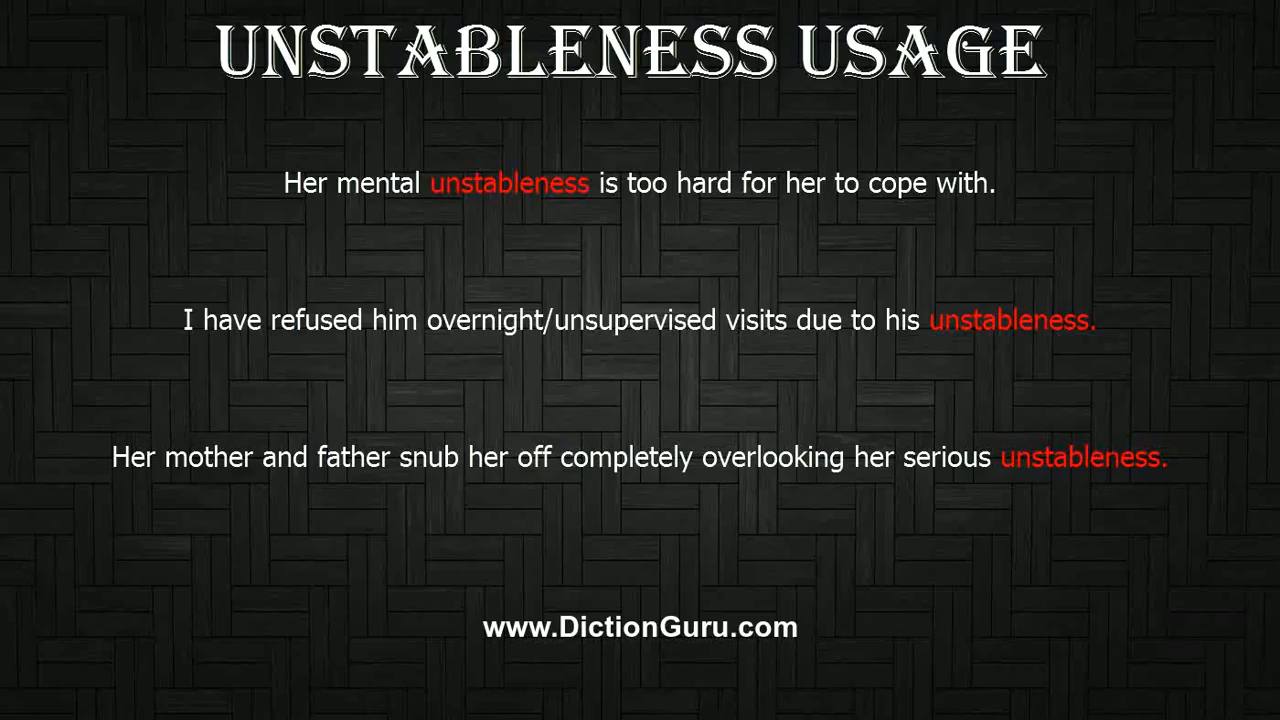 UNSTABLENESS USAGE
Her mental unstableness is too hard for her to cope with.
I have refused him overnight/unsupervised visits due to his unstableness.
Her mother and father snub her off completely overlooking her serious unstableness.
www.DictionGuru.com